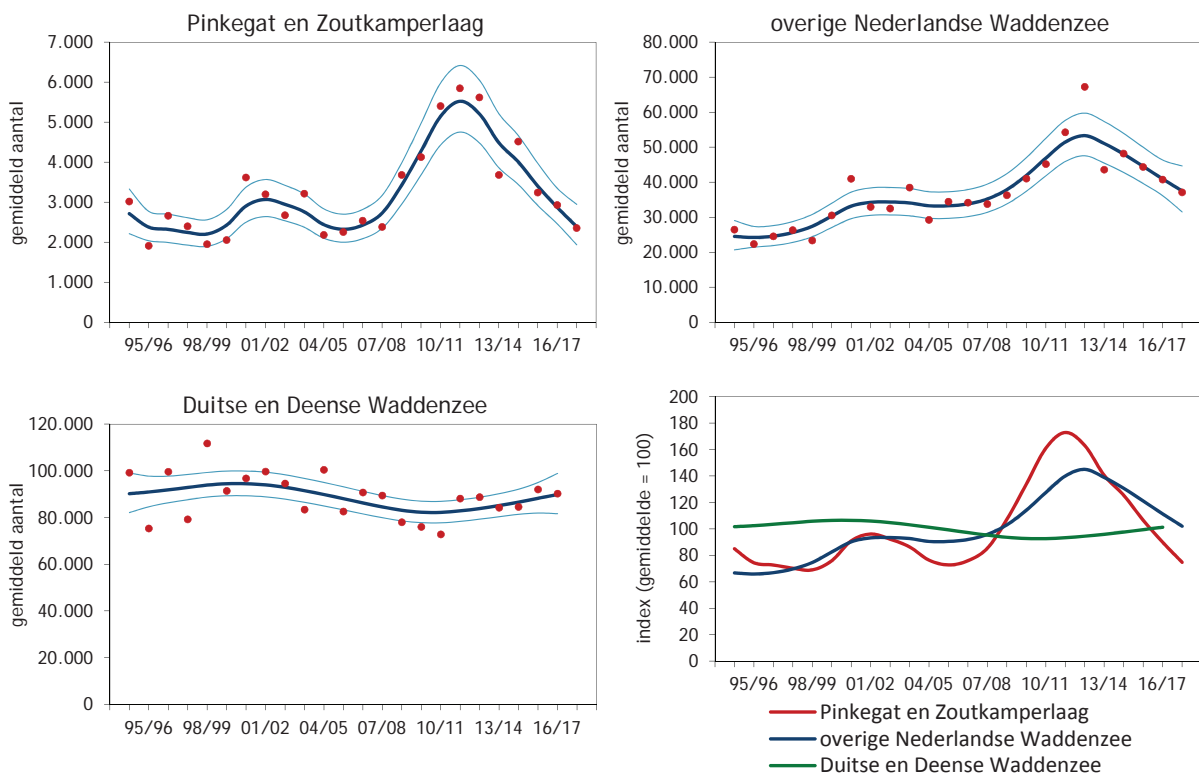 Pinkegat en Zoutkamperlaag
gemiddeld aantal
7.000
6.000
5.000
4.000
3.000
2.000
1.000
0
95/96 98/99 01/02 04/05 07/08 10/11 13/14 16/17
overige Nederlandse Waddenzee
gemiddeld aantal
80.000
70.000
60.000
50.000
40.000
30.000
20.000
10.000
0
95/96 98/99 01/02 04/05 07/08 10/11 13/14 16/17
Duitse en Deense Waddenzee
gemiddeld aantal
120.000
100.000
80.000
60.000
40.000
20.000
0
95/96 98/99 01/02 04/05 07/08 10/11 13/14 16/17
index (gemiddelde = 100)
200
180
160
140
120
100
80
60
40
20
0
95/96 98/99 01/02 04/05 07/08 10/11 13/14 16/17
Pinkegat en Zoutkamperlaag
overige Nederlandse Waddenzee
Duitse en Deense Waddenzee